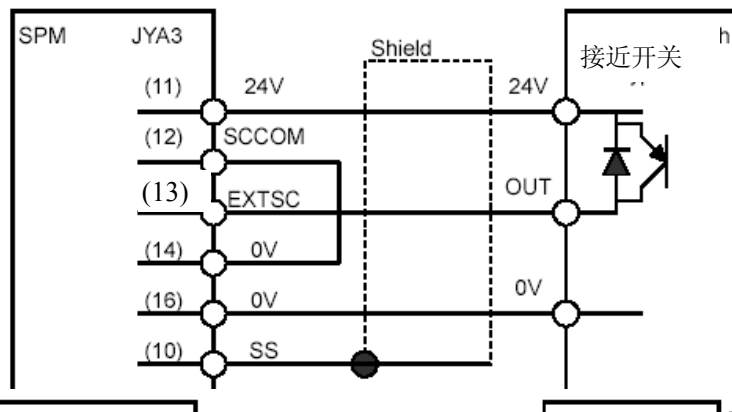 SPM JYA3
Shield
h
接近开关
(11) 24V 24V
(12) SCCOM
(13) EXTSC OUT
(14) 0V
(16) 0V 0V
(10) SS